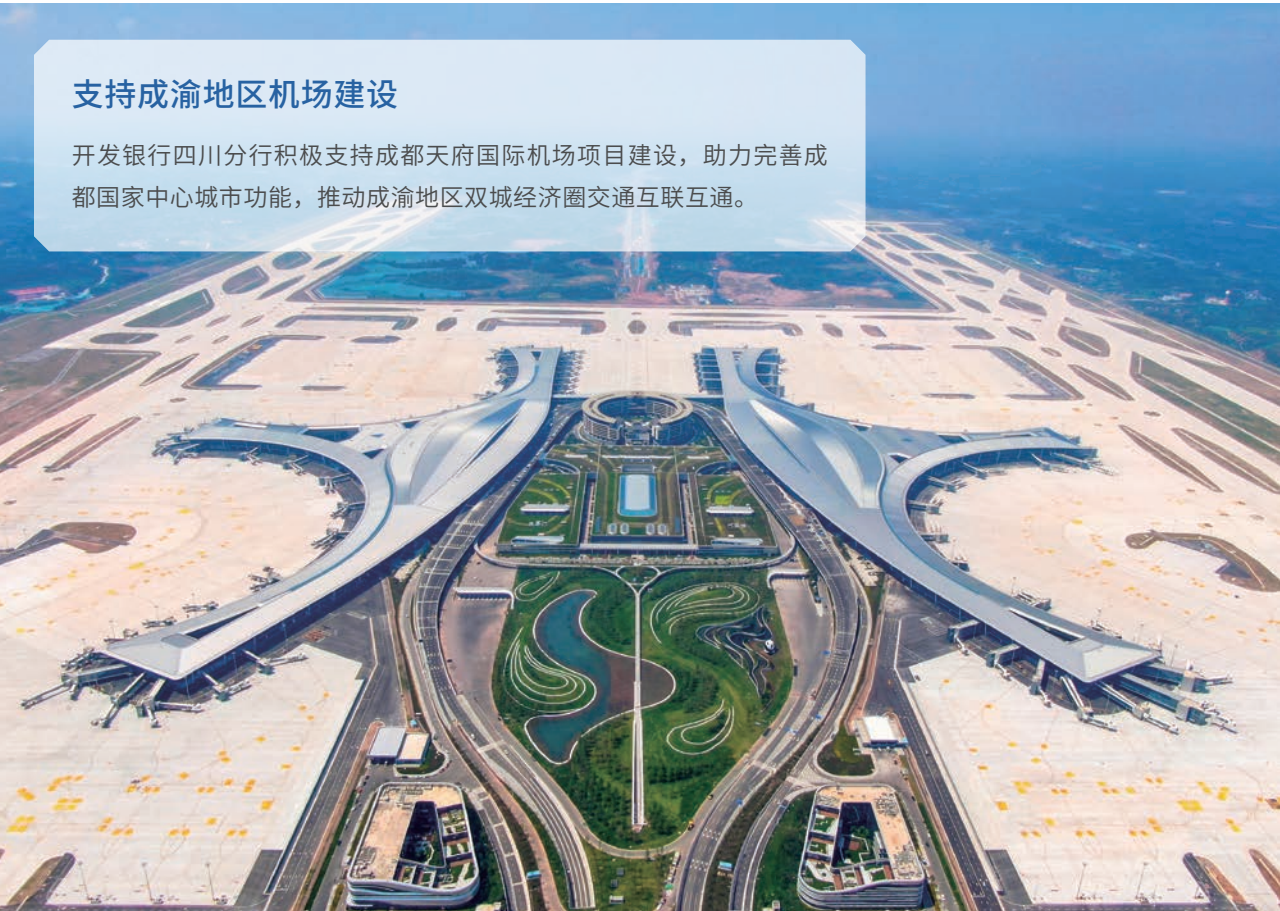 支持成渝地区机场建设
开发银行四川分行积极支持成都天府国际机场项目建设，助力完善成
都国家中心城市功能，推动成渝地区双城经济圈交通互联互通。